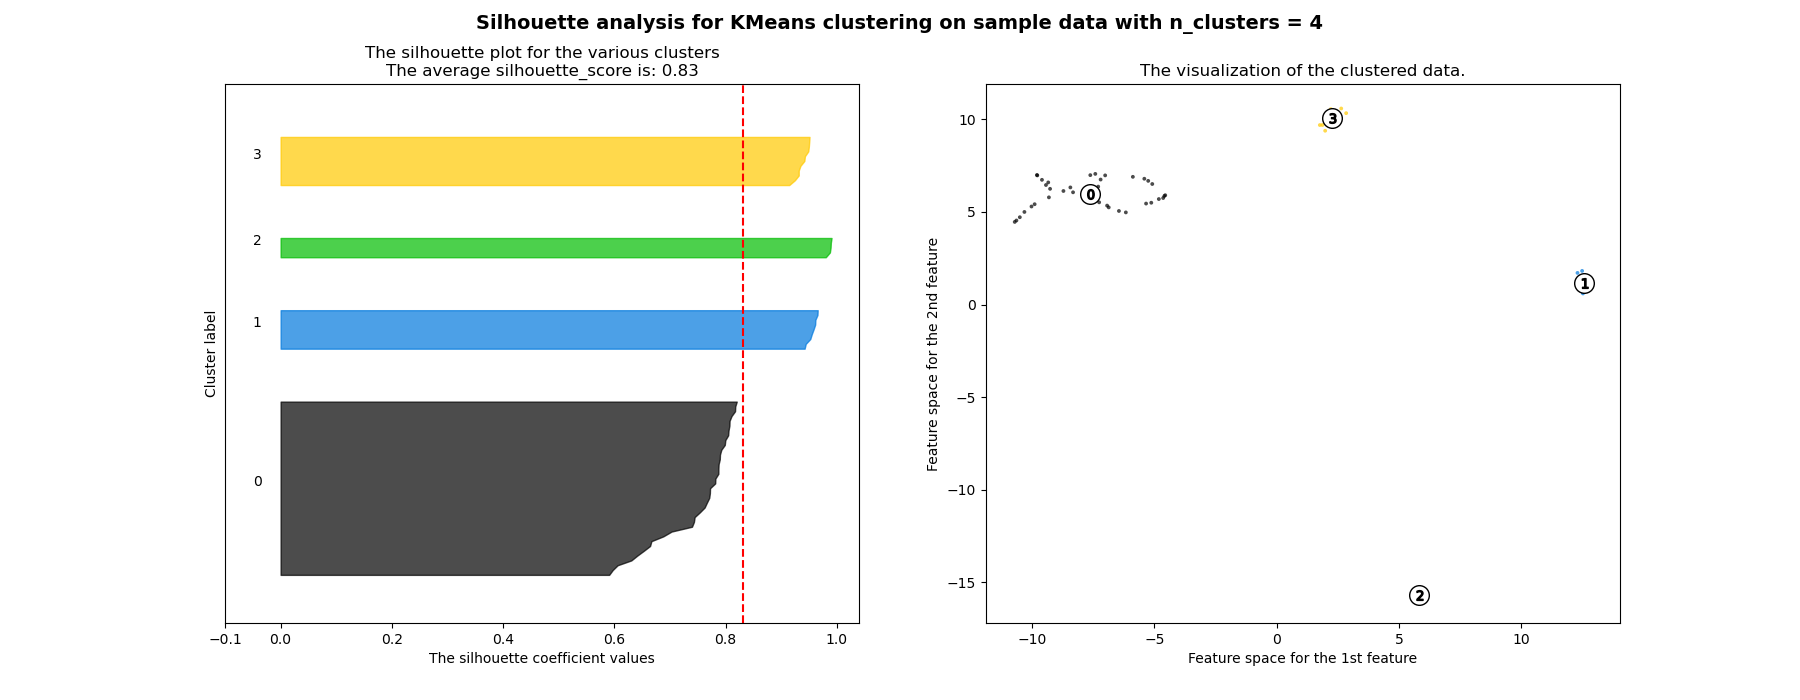 Silhouette analysis for KMeans clustering on sample data with n_clusters = 4
The silhouette plot for the various clusters
The average silhouette_score is: 0.83
3
2
1
0
Cluster label
−0.1 0.0 0.2 0.4 0.6 0.8 1.0
The silhouette coefficient values
The visualization of the clustered data.
10
5
0
−5
−10
−15
Feature space for the 2nd feature
3
0
1
2
−10 −5 0 5 10
Feature space for the 1st feature